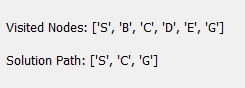 Visited Nodes: ['S', 'B', 'C', 'D', 'E', 'G']
Solution Path: ['S', 'C', 'G']